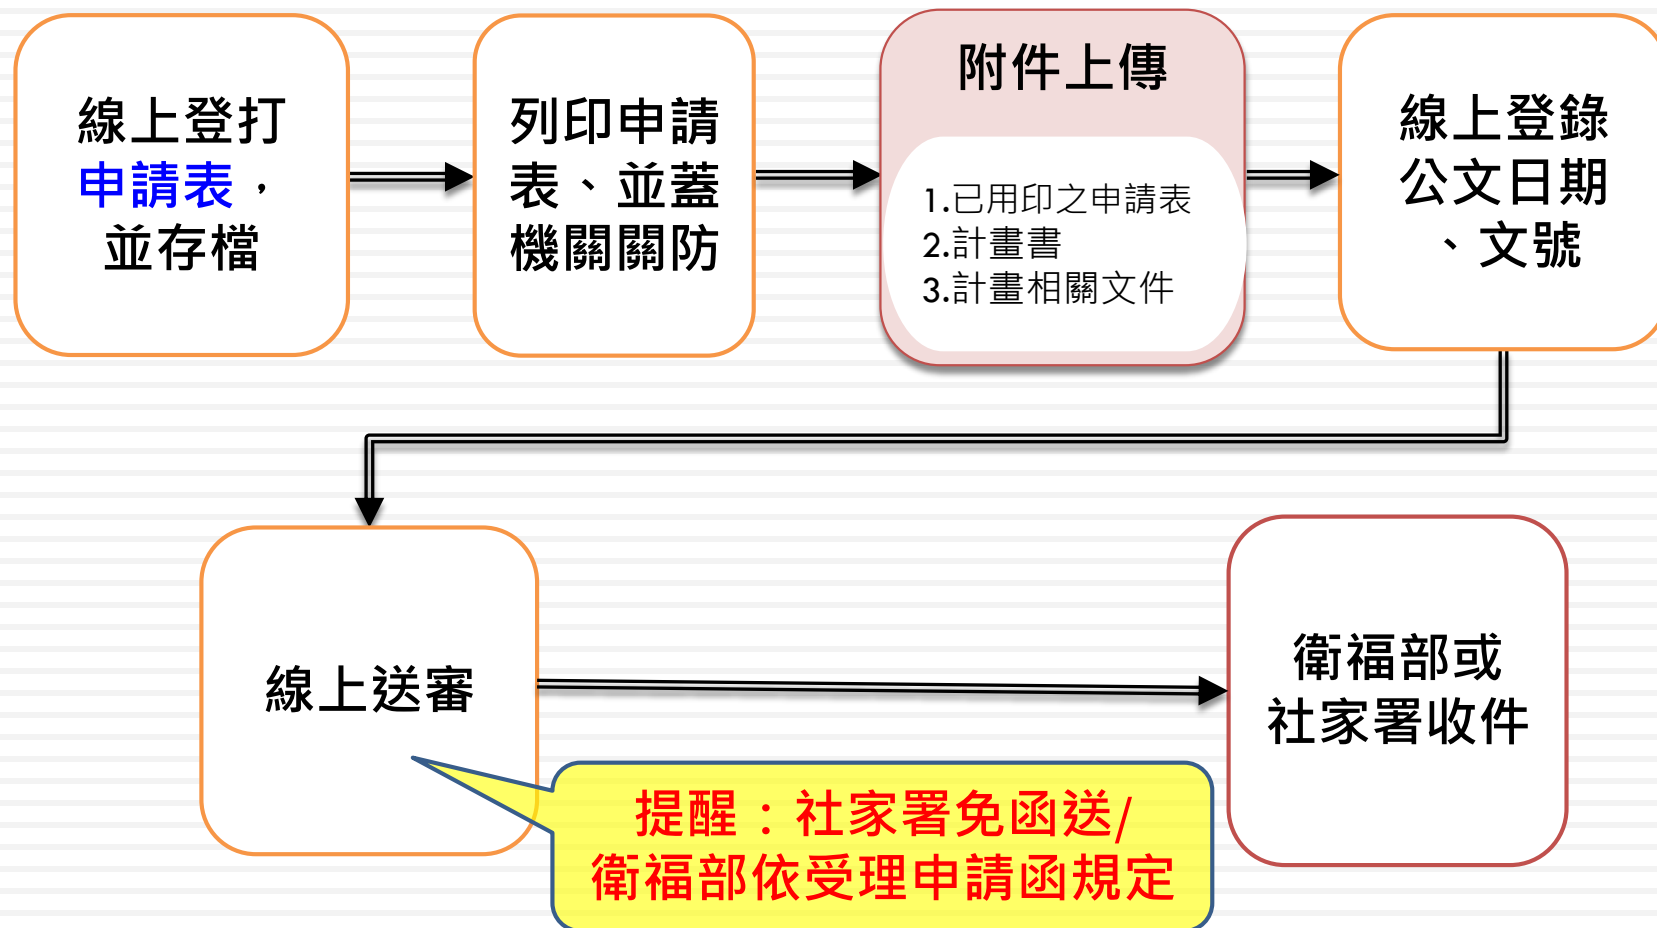 線上登打
申請表，
並存檔
列印申請
表、並蓋
機關關防
附件上傳
1.已用印之申請表
2.計畫書
3.計畫相關文件
線上登錄
公文日期
、文號
線上送審
衛福部或
社家署收件
提醒：社家署免函送/
衛福部依受理申請函規定